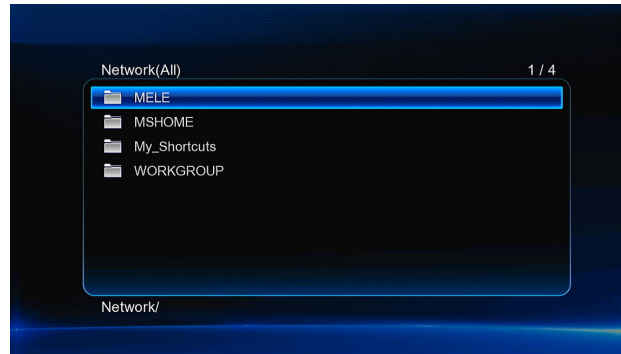 Network(All) 1 / 4
MELE
MSHOME
My_Shortcuts
WORKGROUP
Network/